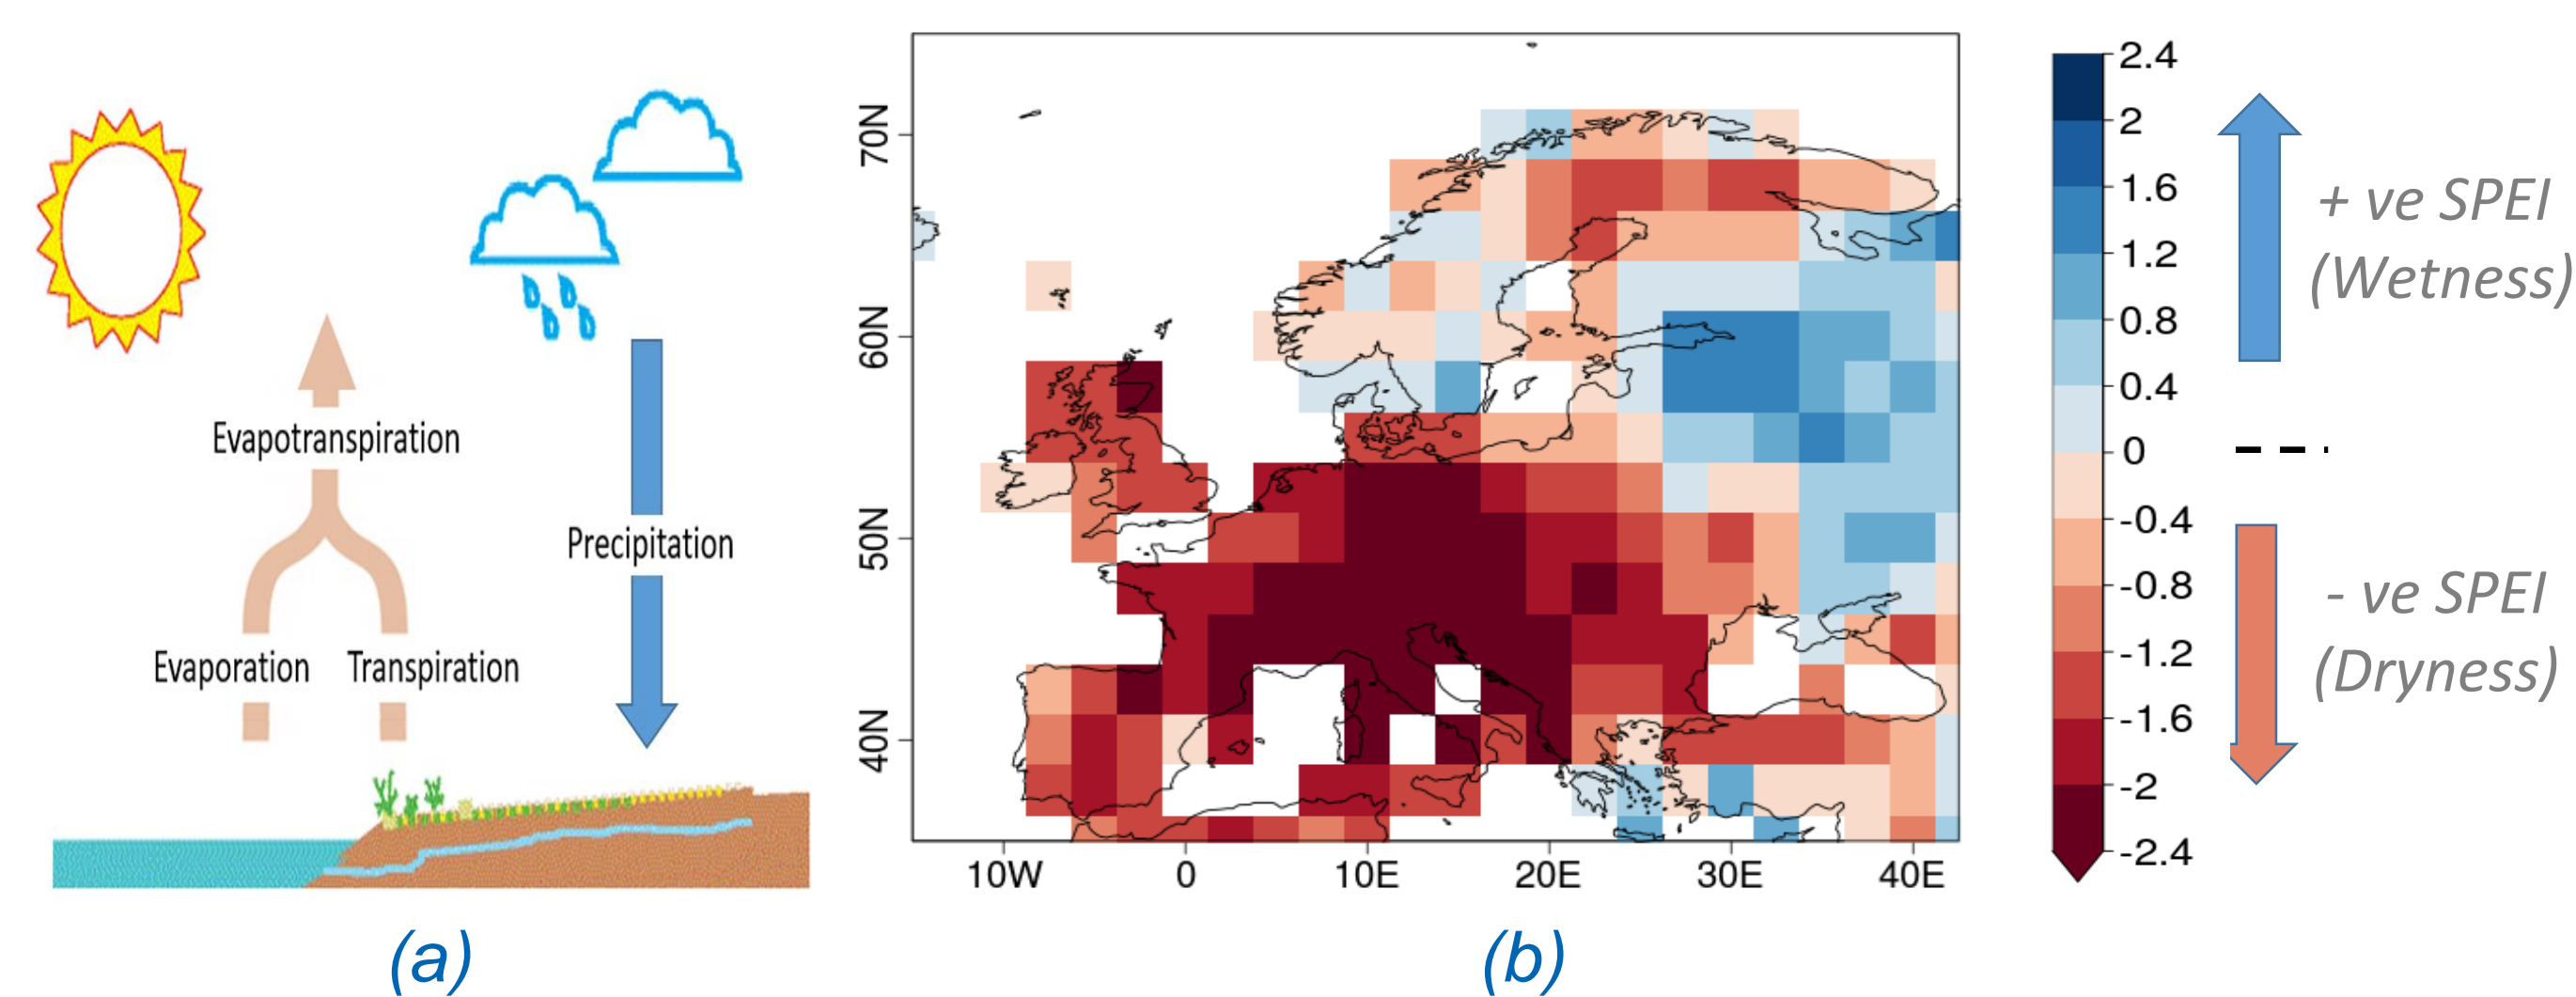 Evapotranspiration
Precipitation
Evaporation
Transpiration
(a)
70N
60N
50N
40N
10W
0
10E
20E
30E
40E
(b)
2.4
2
1.6
1.2
0.8
0.4
0
-0.4
-0.8
-1.2
-1.6
-2
-2.4
+ ve SPEI
(Wetness)
- ve SPEI
(Dryness)